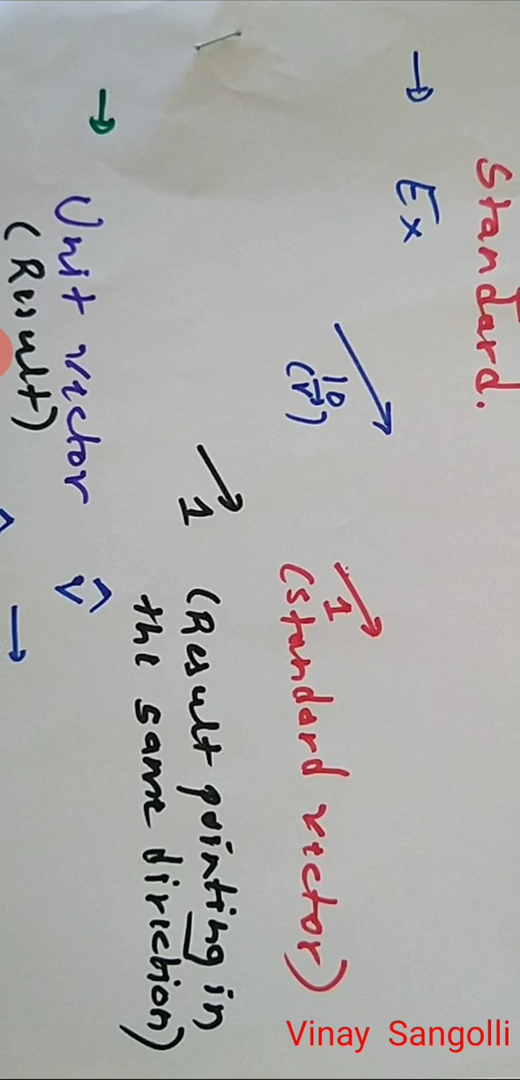 Standard.
→ Ex
10 1
(v⃗) (Standard vector)
1 (Result pointing in
the same direction)
→ Unit vector v̂
(Result)
Vinay Sangolli